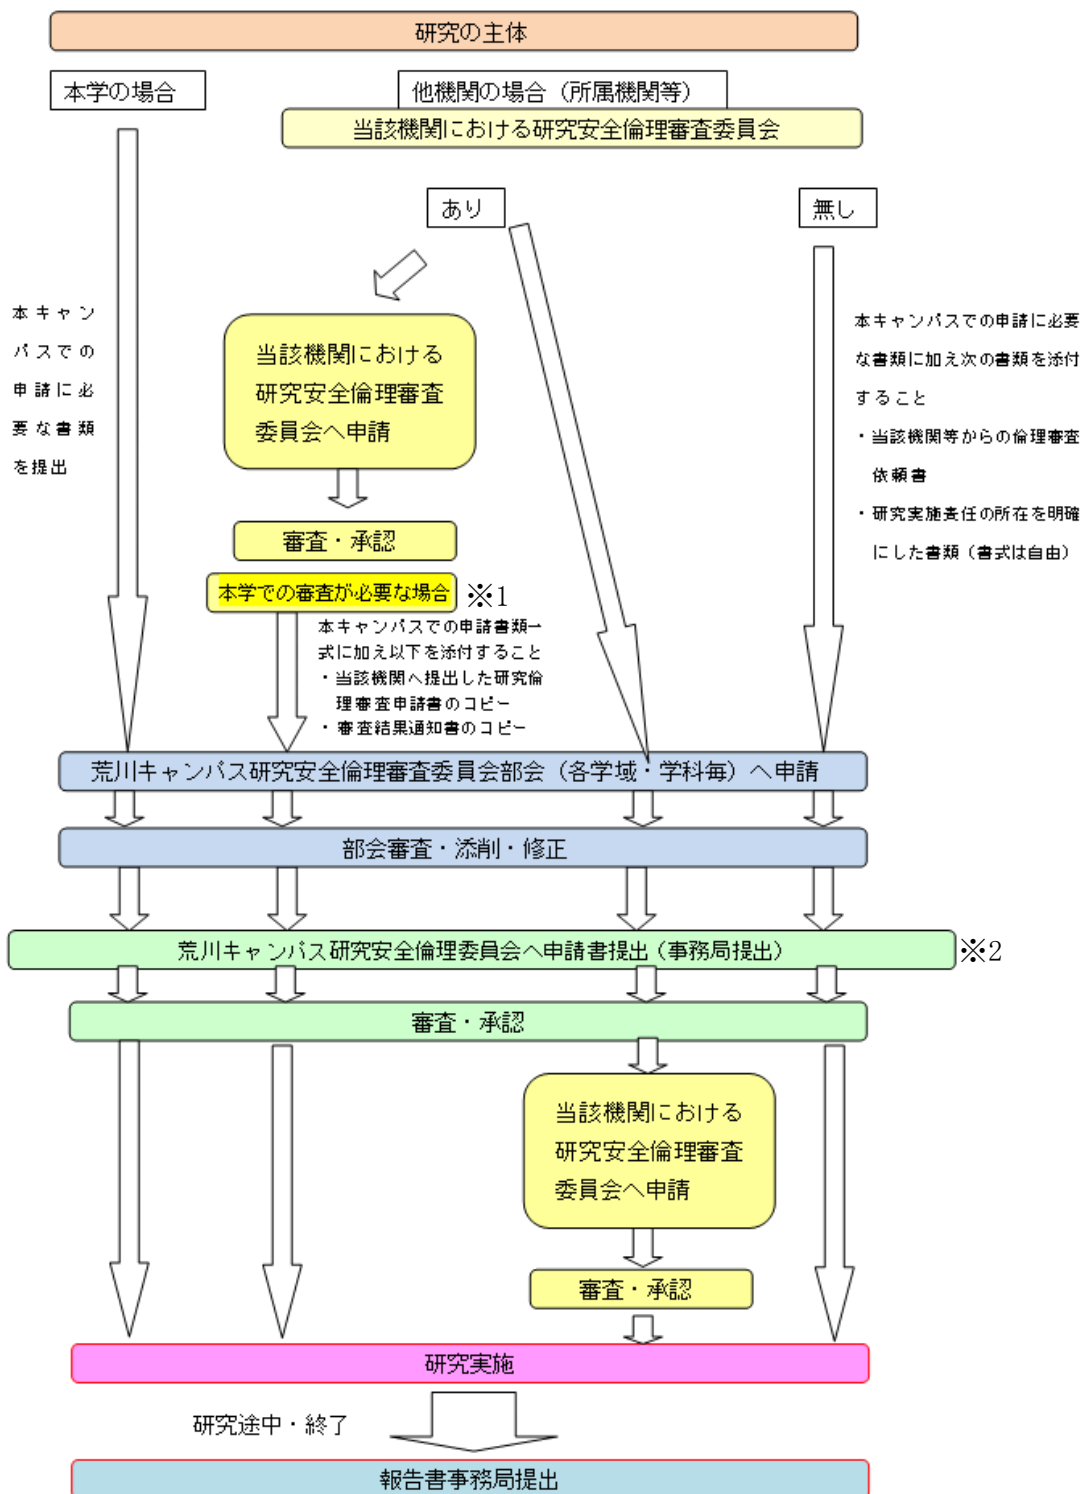 研究の主体
本学の場合
他機関の場合（所属機関等）
当該機関における研究安全倫理審査委員会
あり
無し
本キャン
パスでの
申請に必
要な書類
を提出
当該機関における
研究安全倫理審査
委員会へ申請
本キャンパスでの申請に必要
な書類に加え次の書類を添付
すること
・当該機関等からの倫理審査
依頼書
・研究実施責任の所在を明確
にした書類（書式は自由）
審査・承認
本学での審査が必要な場合 ※1
本キャンパスでの申請書類一
式に加え以下を添付すること
・当該機関へ提出した研究倫
理審査申請書のコピー
・審査結果通知書のコピー
荒川キャンパス研究安全倫理審査委員会部会（各学域・学科毎）へ申請
部会審査・添削・修正
荒川キャンパス研究安全倫理委員会へ申請書提出（事務局提出） ※2
審査・承認
当該機関における
研究安全倫理審査
委員会へ申請
審査・承認
研究実施
研究途中・終了
報告書事務局提出